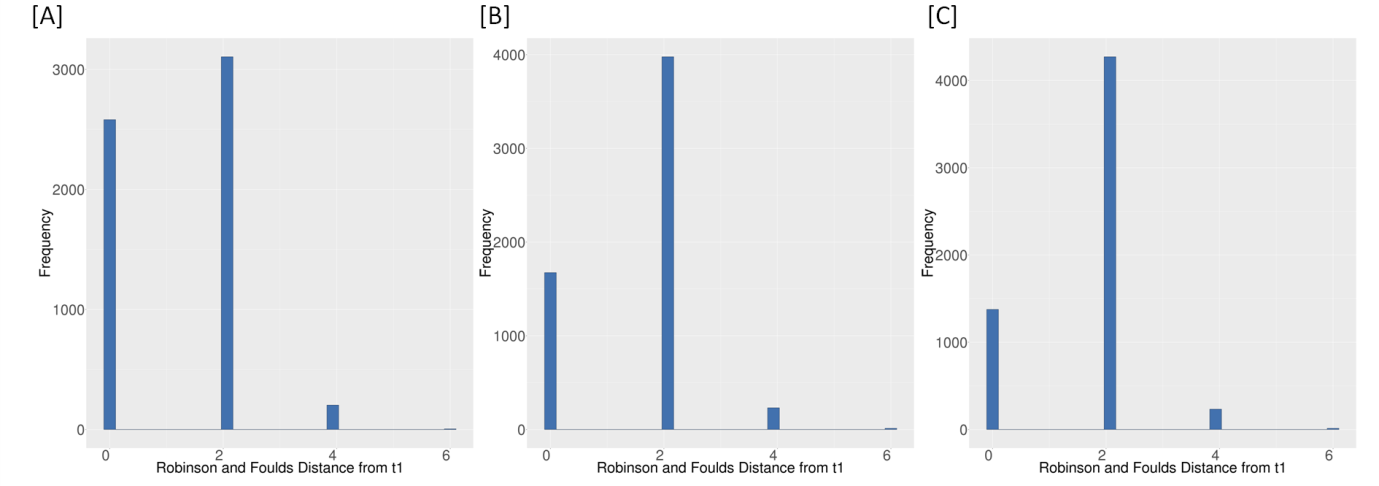 [A]
3000
2000
1000
0
Frequency
0 2 4 6
Robinson and Foulds Distance from t1
[B]
4000
3000
2000
1000
0
Frequency
0 2 4 6
Robinson and Foulds Distance from t1
[C]
4000
3000
2000
1000
0
Frequency
0 2 4 6
Robinson and Foulds Distance from t1